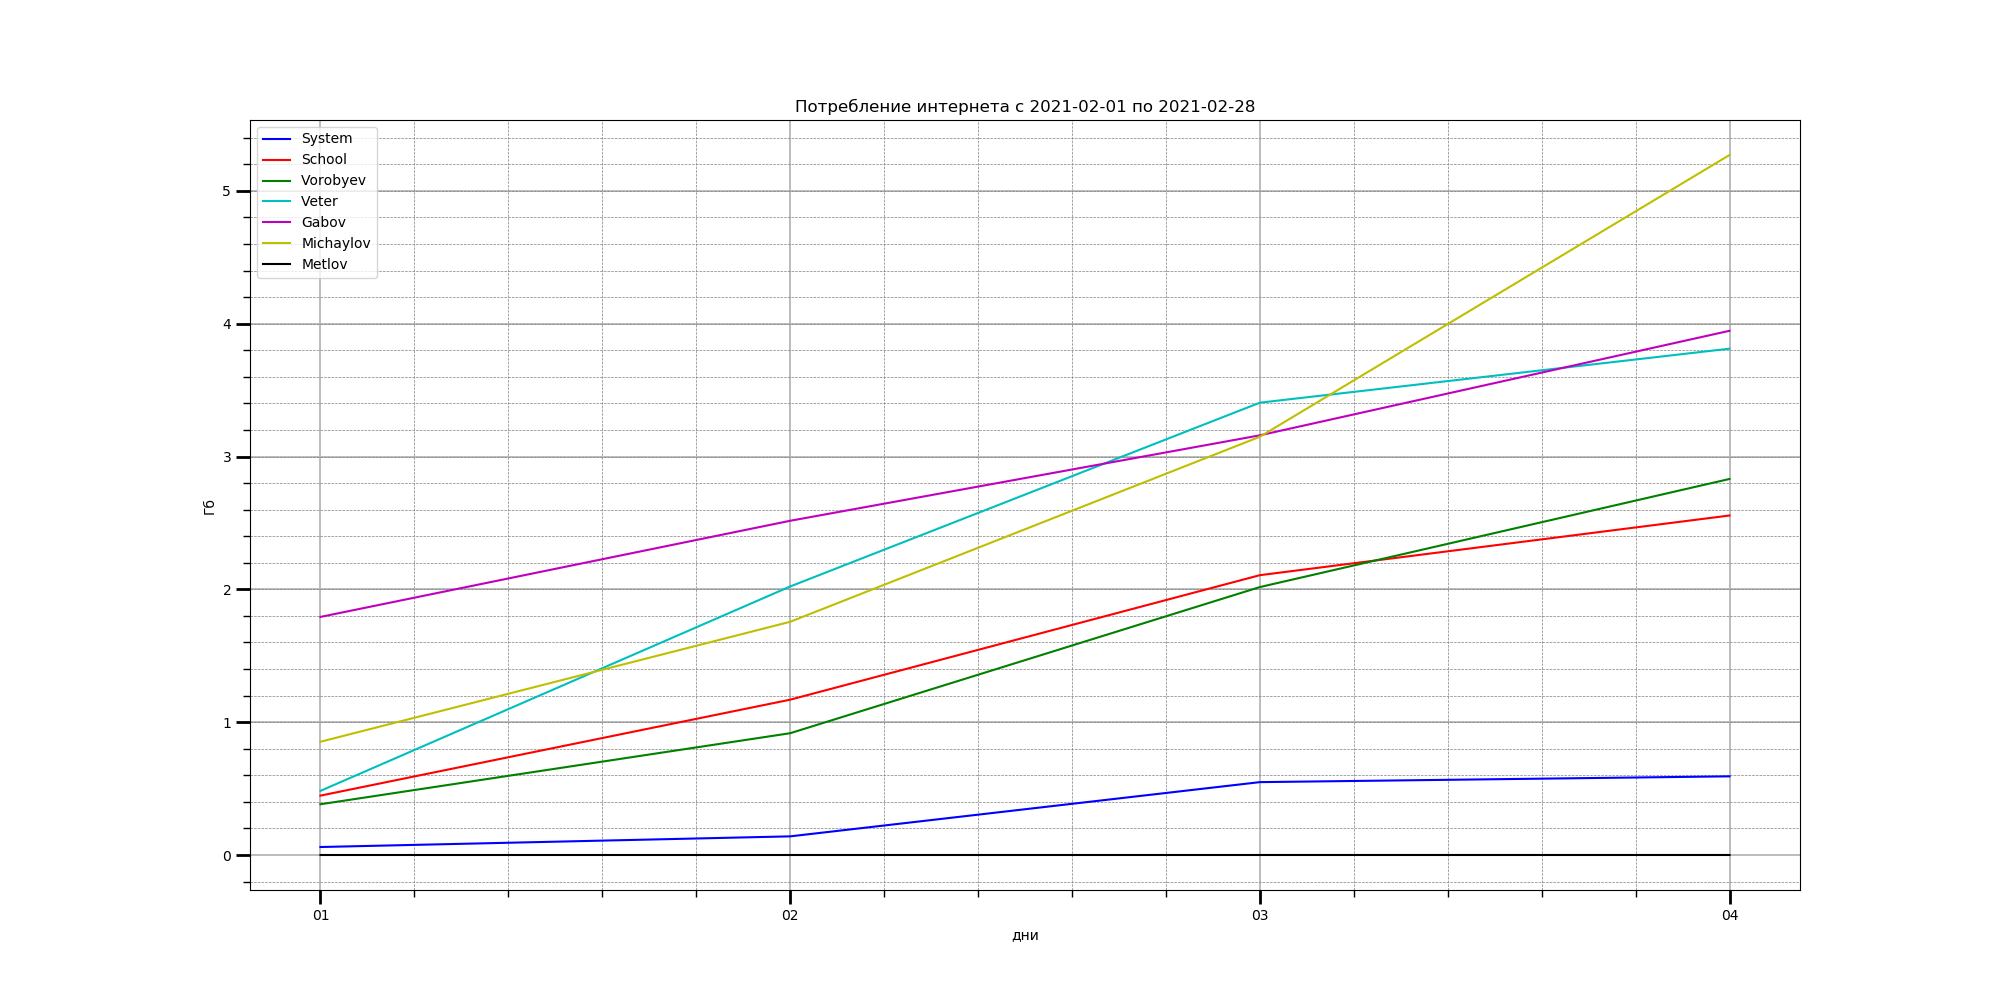 Потребление интернета с 2021-02-01 по 2021-02-28
System
School
Vorobyev
Veter
Gabov
Michaylov
Metlov
5
4
3
2
1
0
Гб
01 02 03 04
дни